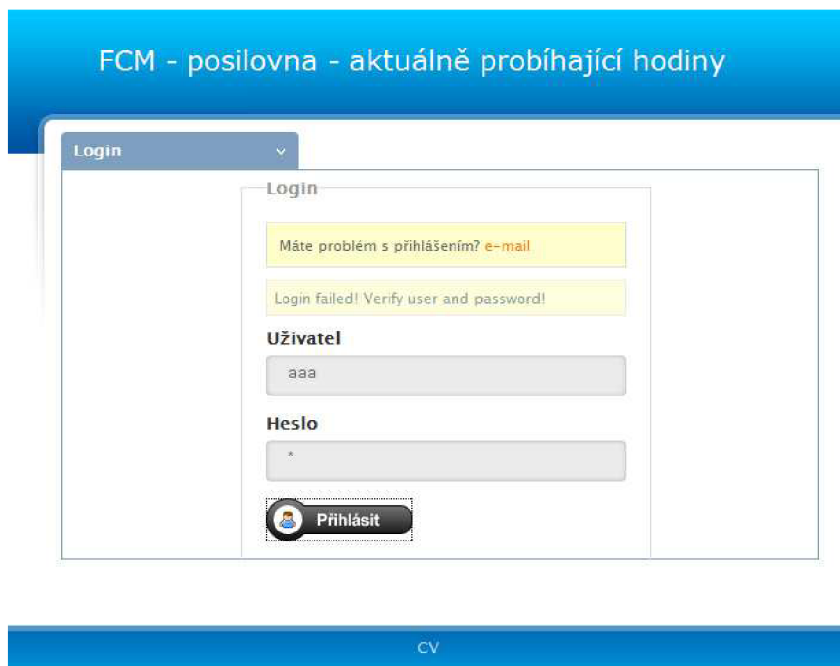 FCM - posilovna - aktuálně probíhající hodiny
Login
Login
Máte problém s přihlášením? e-mail
Login failed! Verify user and password!
Uživatel
aaa
Heslo
*
Přihlásit
CV